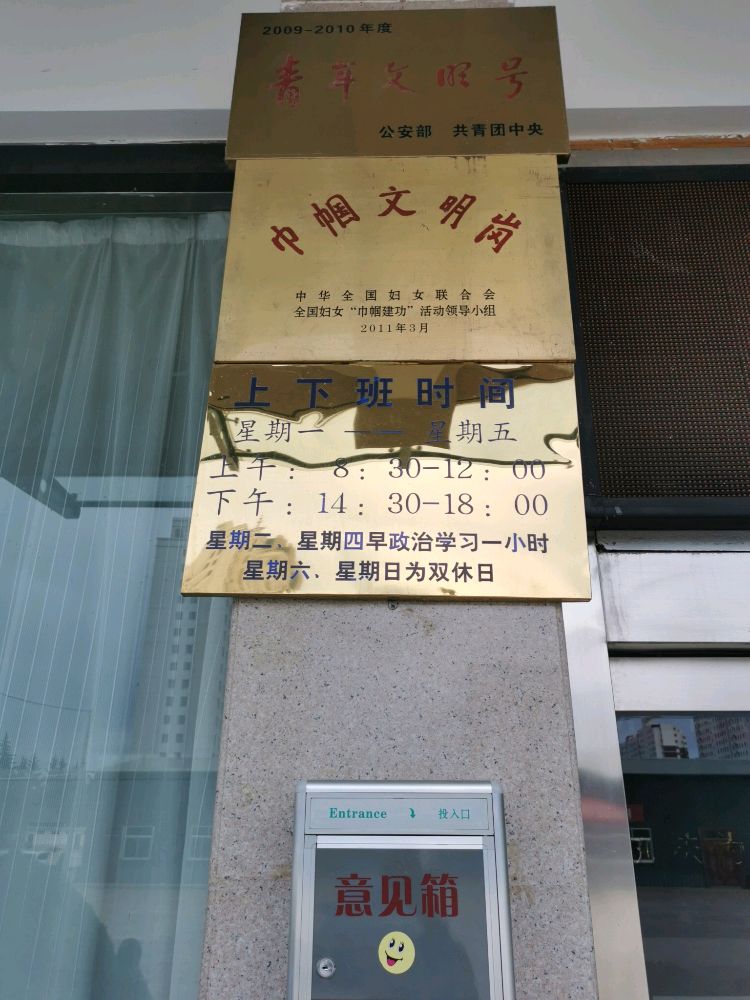 2009-2010年度
青年文明号
公安部 共青团中央
巾帼文明岗
中华全国妇女联合会
全国妇女“巾帼建功”活动领导小组
2011年3月
上下班时间
星期一 —— 星期五
上午：8：30-12：00
下午：14：30-18：00
星期二、星期四早政治学习一小时
星期六、星期日为双休日
Entrance 投入口
意见箱